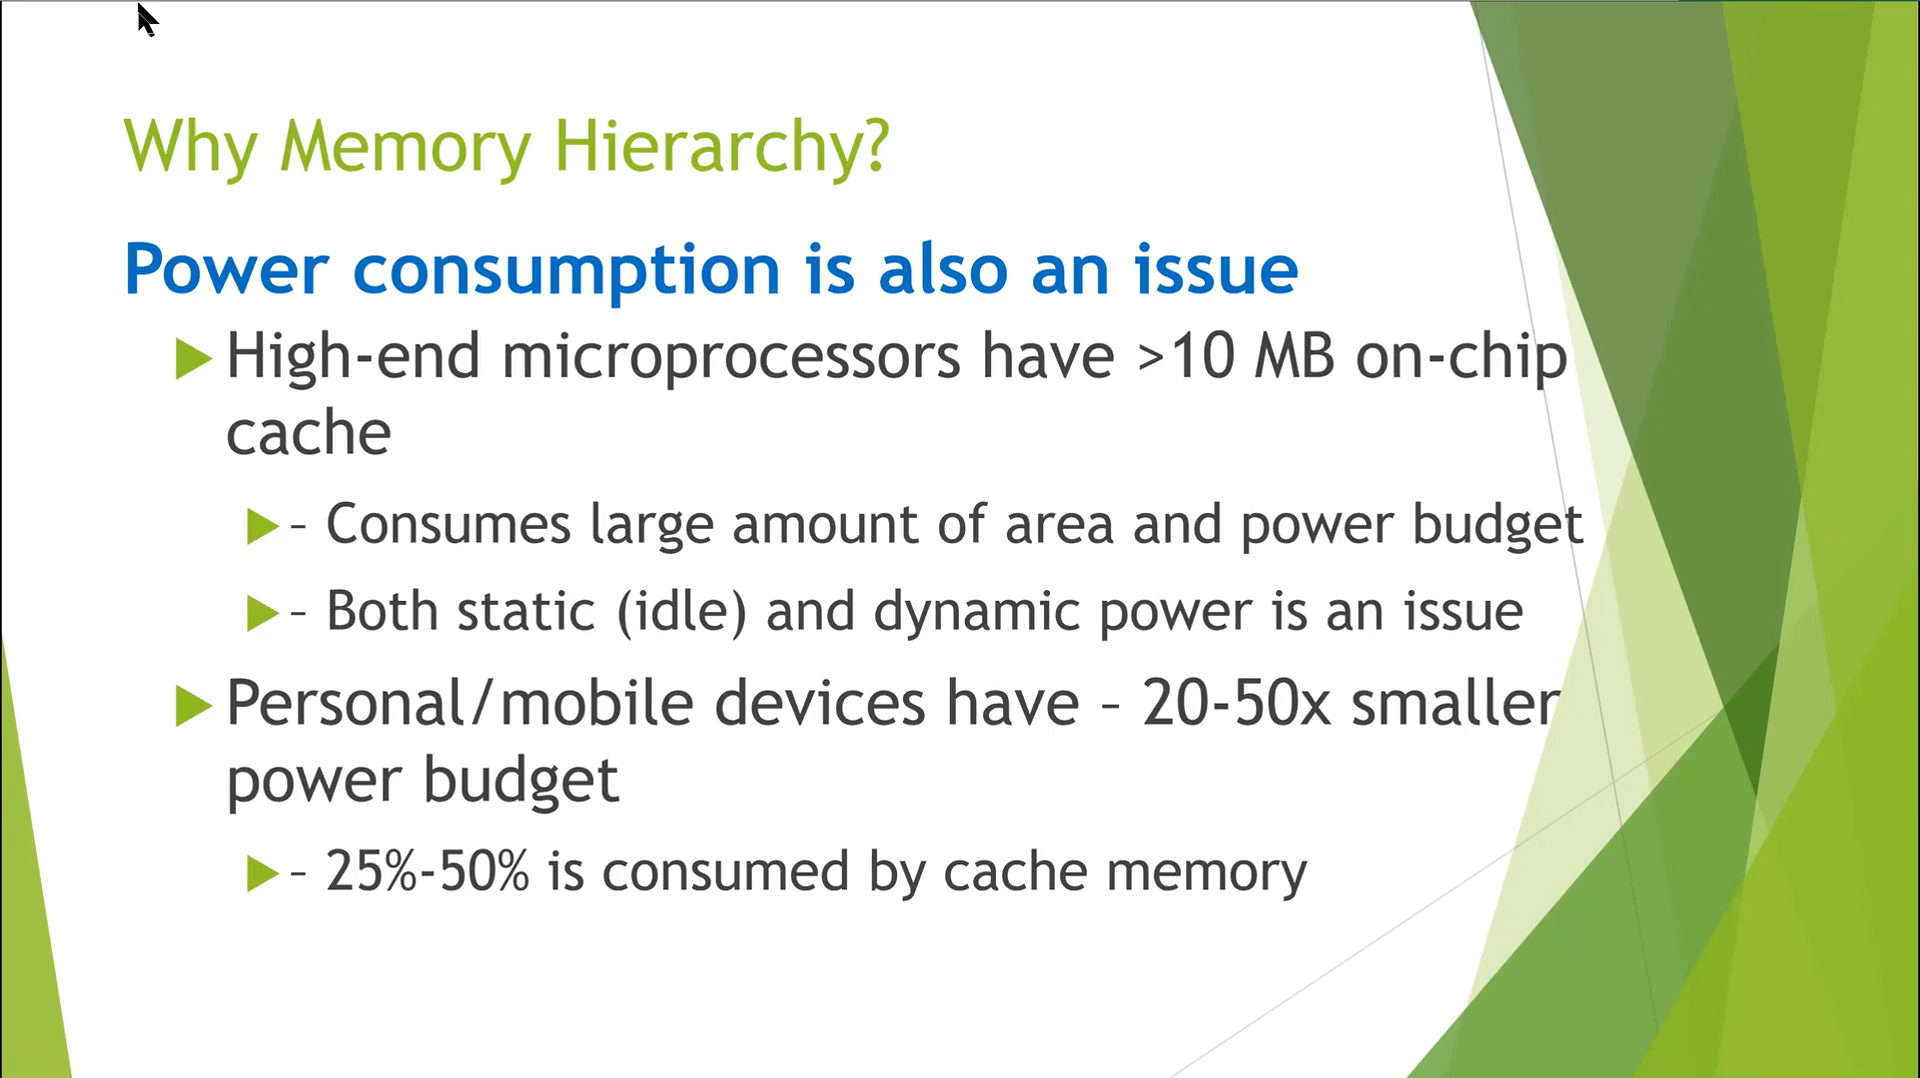 Why Memory Hierarchy?
Power consumption is also an issue
High-end microprocessors have >10 MB on-chip
cache
– Consumes large amount of area and power budget
– Both static (idle) and dynamic power is an issue
Personal/mobile devices have – 20-50x smaller
power budget
– 25%-50% is consumed by cache memory